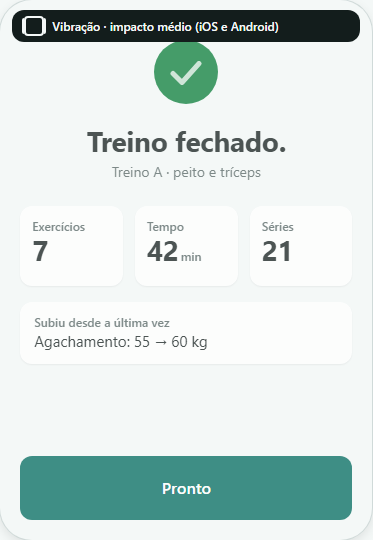 Vibração · impacto médio (iOS e Android)
Treino fechado.
Treino A · peito e tríceps
Exercícios
7
Tempo
42 min
Séries
21
Subiu desde a última vez
Agachamento: 55 → 60 kg
Pronto